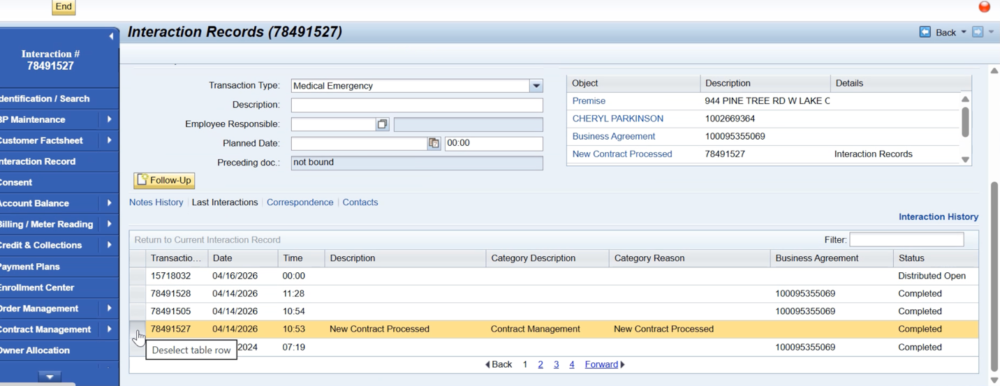 End
Interaction Records (78491527)
Back
Interaction #
78491527
dentification / Search
BP Maintenance
Customer Factsheet
nteraction Record
Consent
Account Balance
Billing / Meter Reading
Credit & Collections
Payment Plans
Enrollment Center
Order Management
Contract Management
Owner Allocation
Transaction Type: Medical Emergency
Description:
Employee Responsible:
Planned Date: 00:00
Preceding doc.: not bound
Object Description Details
Premise 944 PINE TREE RD W LAKE C
CHERYL PARKINSON 1002669364
Business Agreement 100095355069
New Contract Processed 78491527 Interaction Records
Follow-Up
Notes History Last Interactions Correspondence Contacts
Interaction History
Return to Current Interaction Record Filter:
Transactio... Date Time Description Category Description Category Reason Business Agreement Status
15718032 04/16/2026 00:00 Distributed Open
78491528 04/14/2026 11:28 100095355069 Completed
78491505 04/14/2026 10:54 100095355069 Completed
78491527 04/14/2026 10:53 New Contract Processed Contract Management New Contract Processed Completed
2024 07:19 100095355069 Completed
Deselect table row
Back 1 2 3 4 Forward